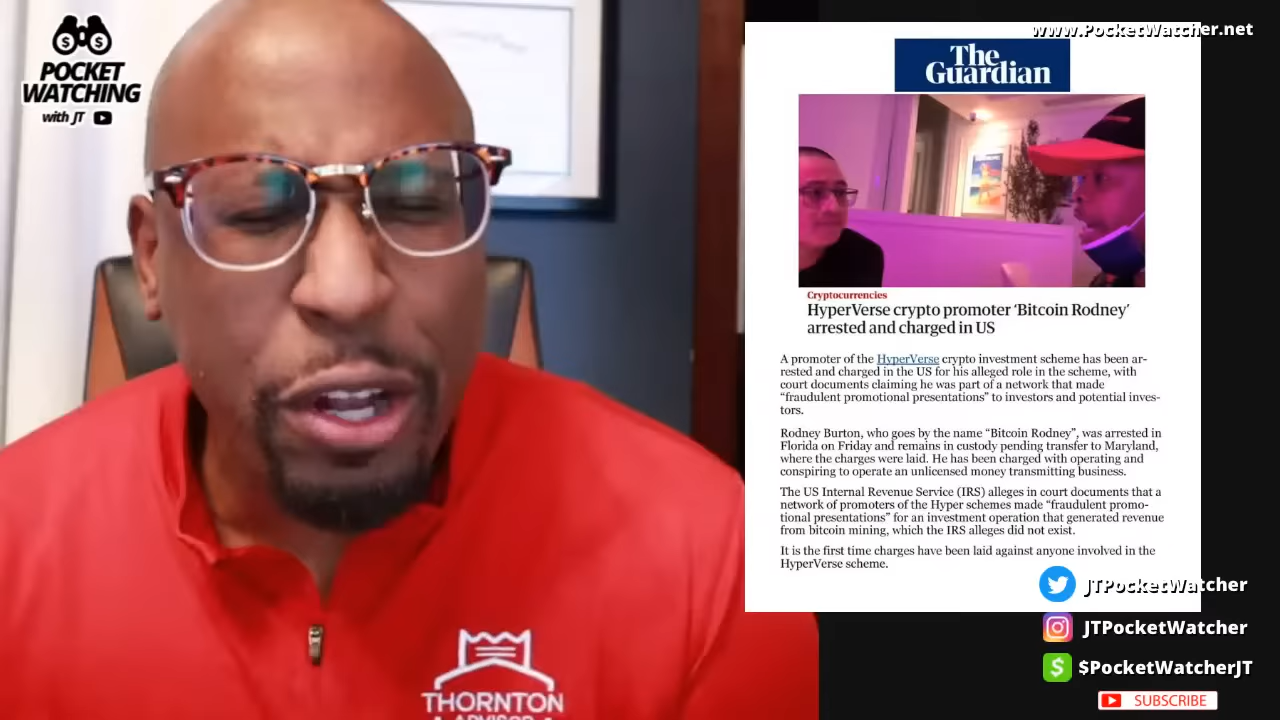 POCKET
WATCHING
with JT
www.PocketWatcher.net
The
Guardian
Cryptocurrencies
HyperVerse crypto promoter ‘Bitcoin Rodney’
arrested and charged in US
A promoter of the HyperVerse crypto investment scheme has been ar-
rested and charged in the US for his alleged role in the scheme, with
court documents claiming he was part of a network that made
“fraudulent promotional presentations” to investors and potential inves-
tors.
Rodney Burton, who goes by the name “Bitcoin Rodney”, was arrested in
Florida on Friday and remains in custody pending transfer to Maryland,
where the charges were laid. He has been charged with operating and
conspiring to operate an unlicensed money transmitting business.
The US Internal Revenue Service (IRS) alleges in court documents that a
network of promoters of the Hyper schemes made “fraudulent promo-
tional presentations” for an investment operation that generated revenue
from bitcoin mining, which the IRS alleges did not exist.
It is the first time charges have been laid against anyone involved in the
HyperVerse scheme.
JTPocketWatcher
JTPocketWatcher
$PocketWatcherJT
SUBSCRIBE
THORNTON